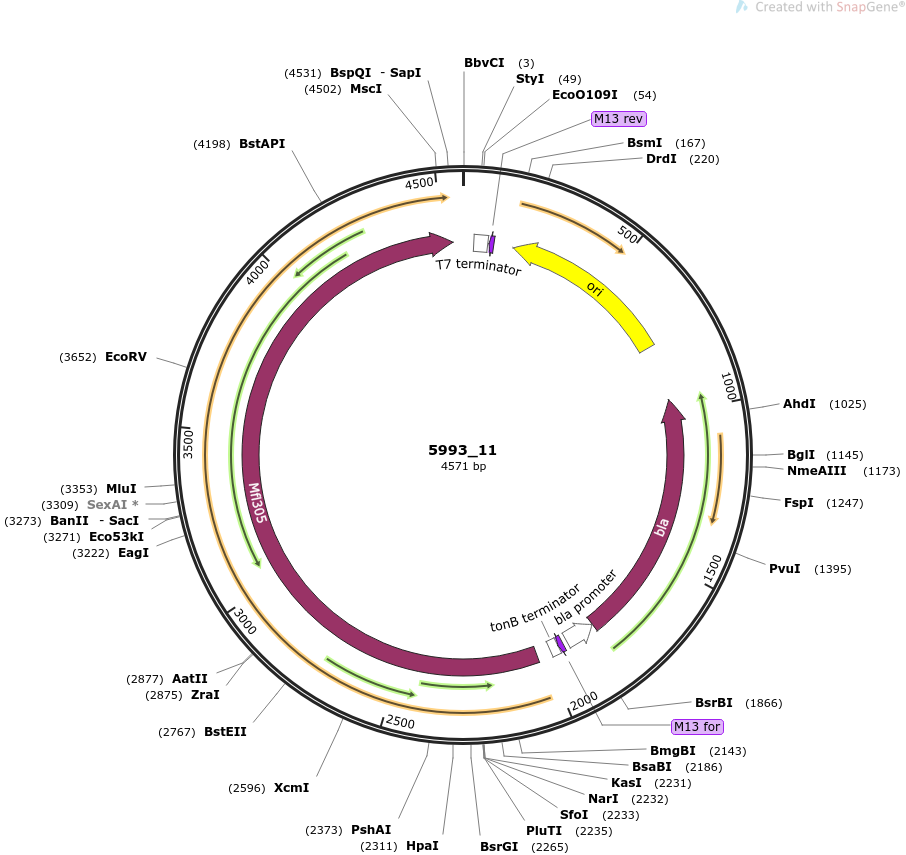 Created with SnapGene®
(4531) BspQI - SapI
(4502) MscI
(4198) BstAPI
BbvCI (3)
StyI (49)
EcoO109I (54)
M13 rev
BsmI (167)
DrdI (220)
4500
500
4000
T7 terminator
ori
(3652) EcoRV
1000
AhdI (1025)
3500
5993_11
4571 bp
BglI (1145)
NmeAIII (1173)
(3353) MluI
(3309) SexAI *
(3273) BanII - SacI
(3271) Eco53kI
(3222) EagI
Mfl305
bla
FspI (1247)
PvuI (1395)
1500
3000
tonB terminator
bla promoter
(2877) AatII
(2875) ZraI
(2767) BstEII
2500
2000
BsrBI (1866)
M13 for
BmgBI (2143)
BsaBI (2186)
KasI (2231)
NarI (2232)
SfoI (2233)
PluTI (2235)
BsrGI (2265)
(2596) XcmI
(2373) PshAI
(2311) HpaI